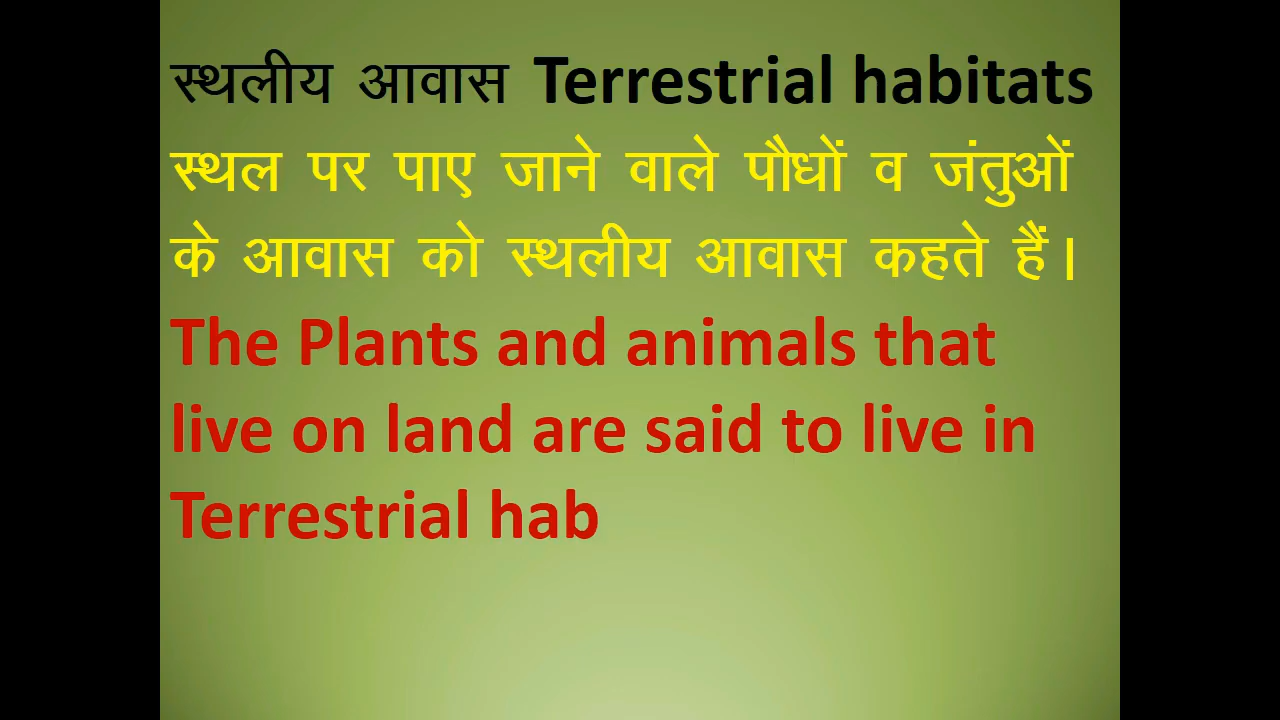 स्थलीय आवास Terrestrial habitats
स्थल पर पाए जाने वाले पौधों व जंतुओं
के आवास को स्थलीय आवास कहते हैं।
The Plants and animals that
live on land are said to live in
Terrestrial hab